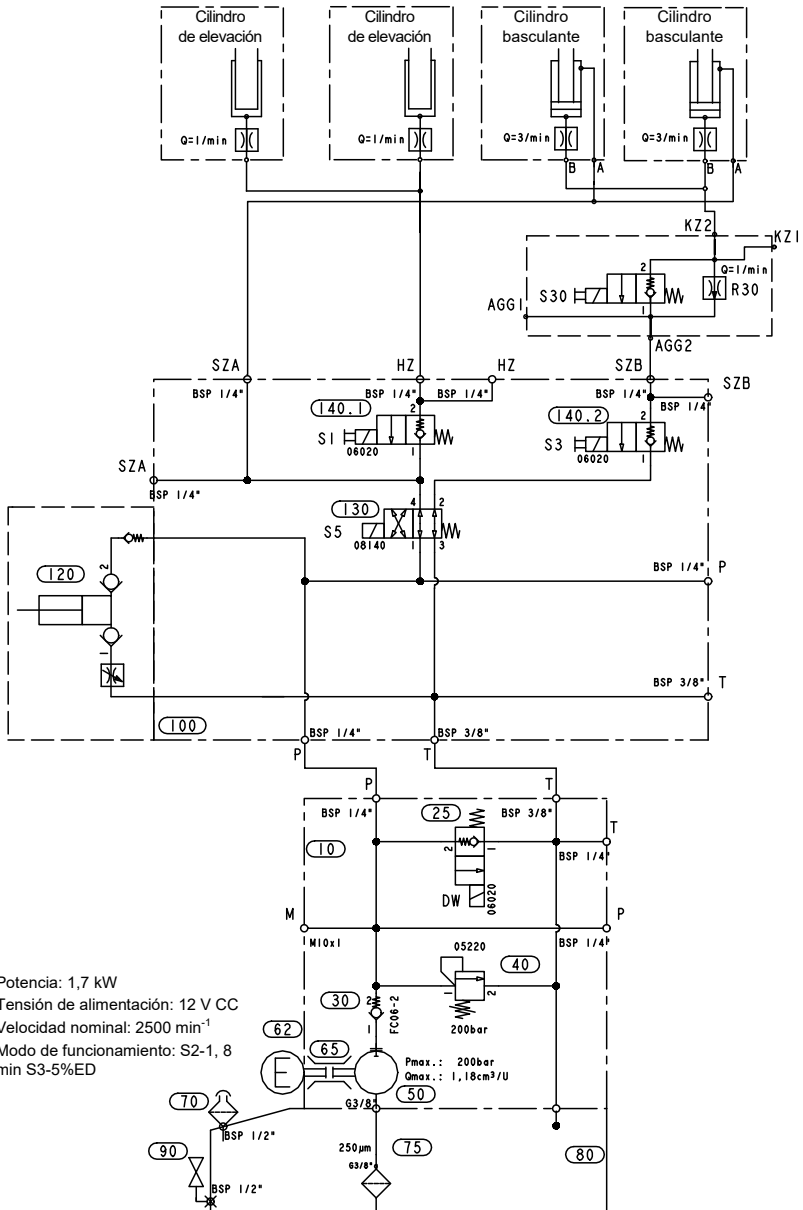 Cilindro
de elevación
Cilindro
de elevación
Cilindro
basculante
Cilindro
basculante
Q=1/min
Q=1/min
Q=3/min
Q=3/min
B
A
B
A
KZ2
KZ1
2
Q=1/min
S30
R30
AGG1
1
AGG2
SZA
HZ
HZ
SZB
BSP 1/4"
BSP 1/4"
BSP 1/4"
BSP 1/4"
SZB
BSP 1/4"
140.1
2
140.2
2
S1
S3
06020
1
06020
1
SZA
BSP 1/4"
130
4
2
S5
08140
1
3
2
120
BSP 1/4"
P
1
BSP 3/8"
T
100
BSP 1/4"
BSP 3/8"
P
T
P
T
BSP 1/4"
25
BSP 3/8"
T
10
2
1
BSP 1/4"
DW
06020
M
P
M10x1
BSP 1/4"
05220
40
1
2
30
2
FC06-2
1
200bar
Potencia: 1,7 kW
Tensión de alimentación: 12 V CC
Velocidad nominal: 2500 min-1
Modo de funcionamiento: S2-1, 8
min S3-5%ED
62
65
E
Pmax.: 200bar
Qmax.: 1,18cm³/U
50
70
G3/8"
BSP 1/2"
90
250µm
75
80
G3/8"
BSP 1/2"